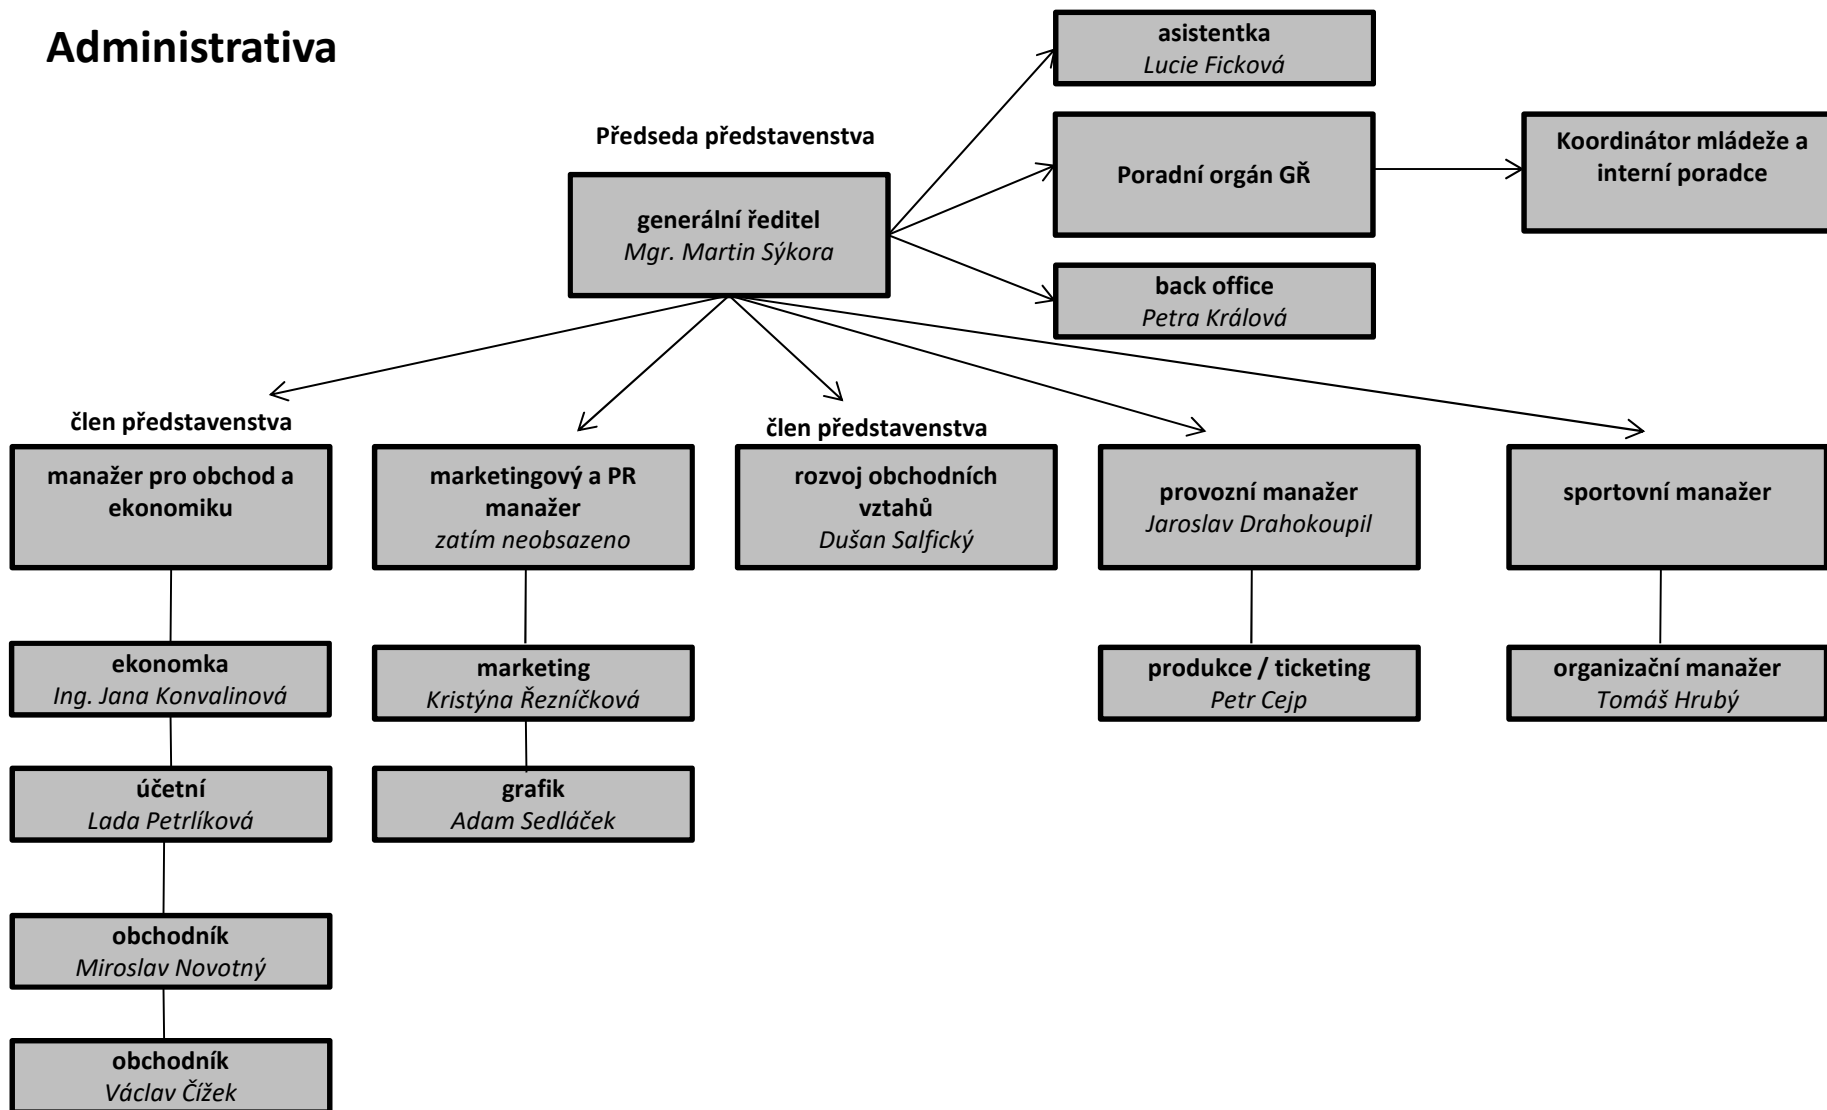 Administrativa
asistentka
Lucie Ficková
Předseda představenstva
generální ředitel
Mgr. Martin Sýkora
Poradní orgán GŘ
Koordinátor mládeže a
interní poradce
back office
Petra Králová
člen představenstva
manažer pro obchod a
ekonomiku
marketingový a PR
manažer
zatím neobsazeno
člen představenstva
rozvoj obchodních
vztahů
Dušan Salfický
provozní manažer
Jaroslav Drahokoupil
sportovní manažer
ekonomka
Ing. Jana Konvalinová
marketing
Kristýna Řezníčková
produkce / ticketing
Petr Cejp
organizační manažer
Tomáš Hrubý
účetní
Lada Petrlíková
grafik
Adam Sedláček
obchodník
Miroslav Novotný
obchodník
Václav Čížek